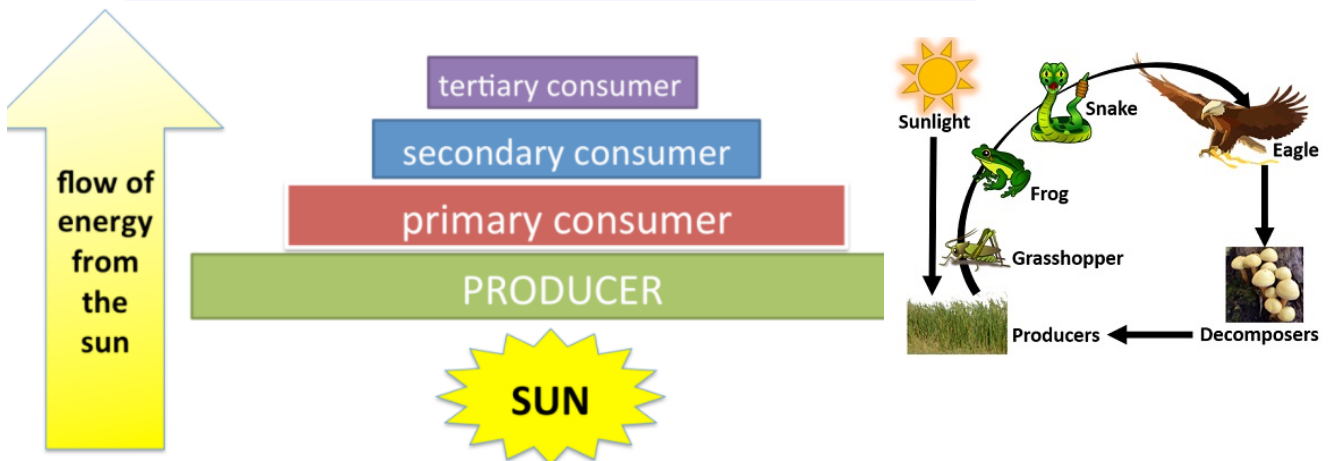 flow of
energy
from
the
sun
tertiary consumer
secondary consumer
primary consumer
PRODUCER
SUN
Sunlight
Snake
Eagle
Frog
Grasshopper
Producers
Decomposers